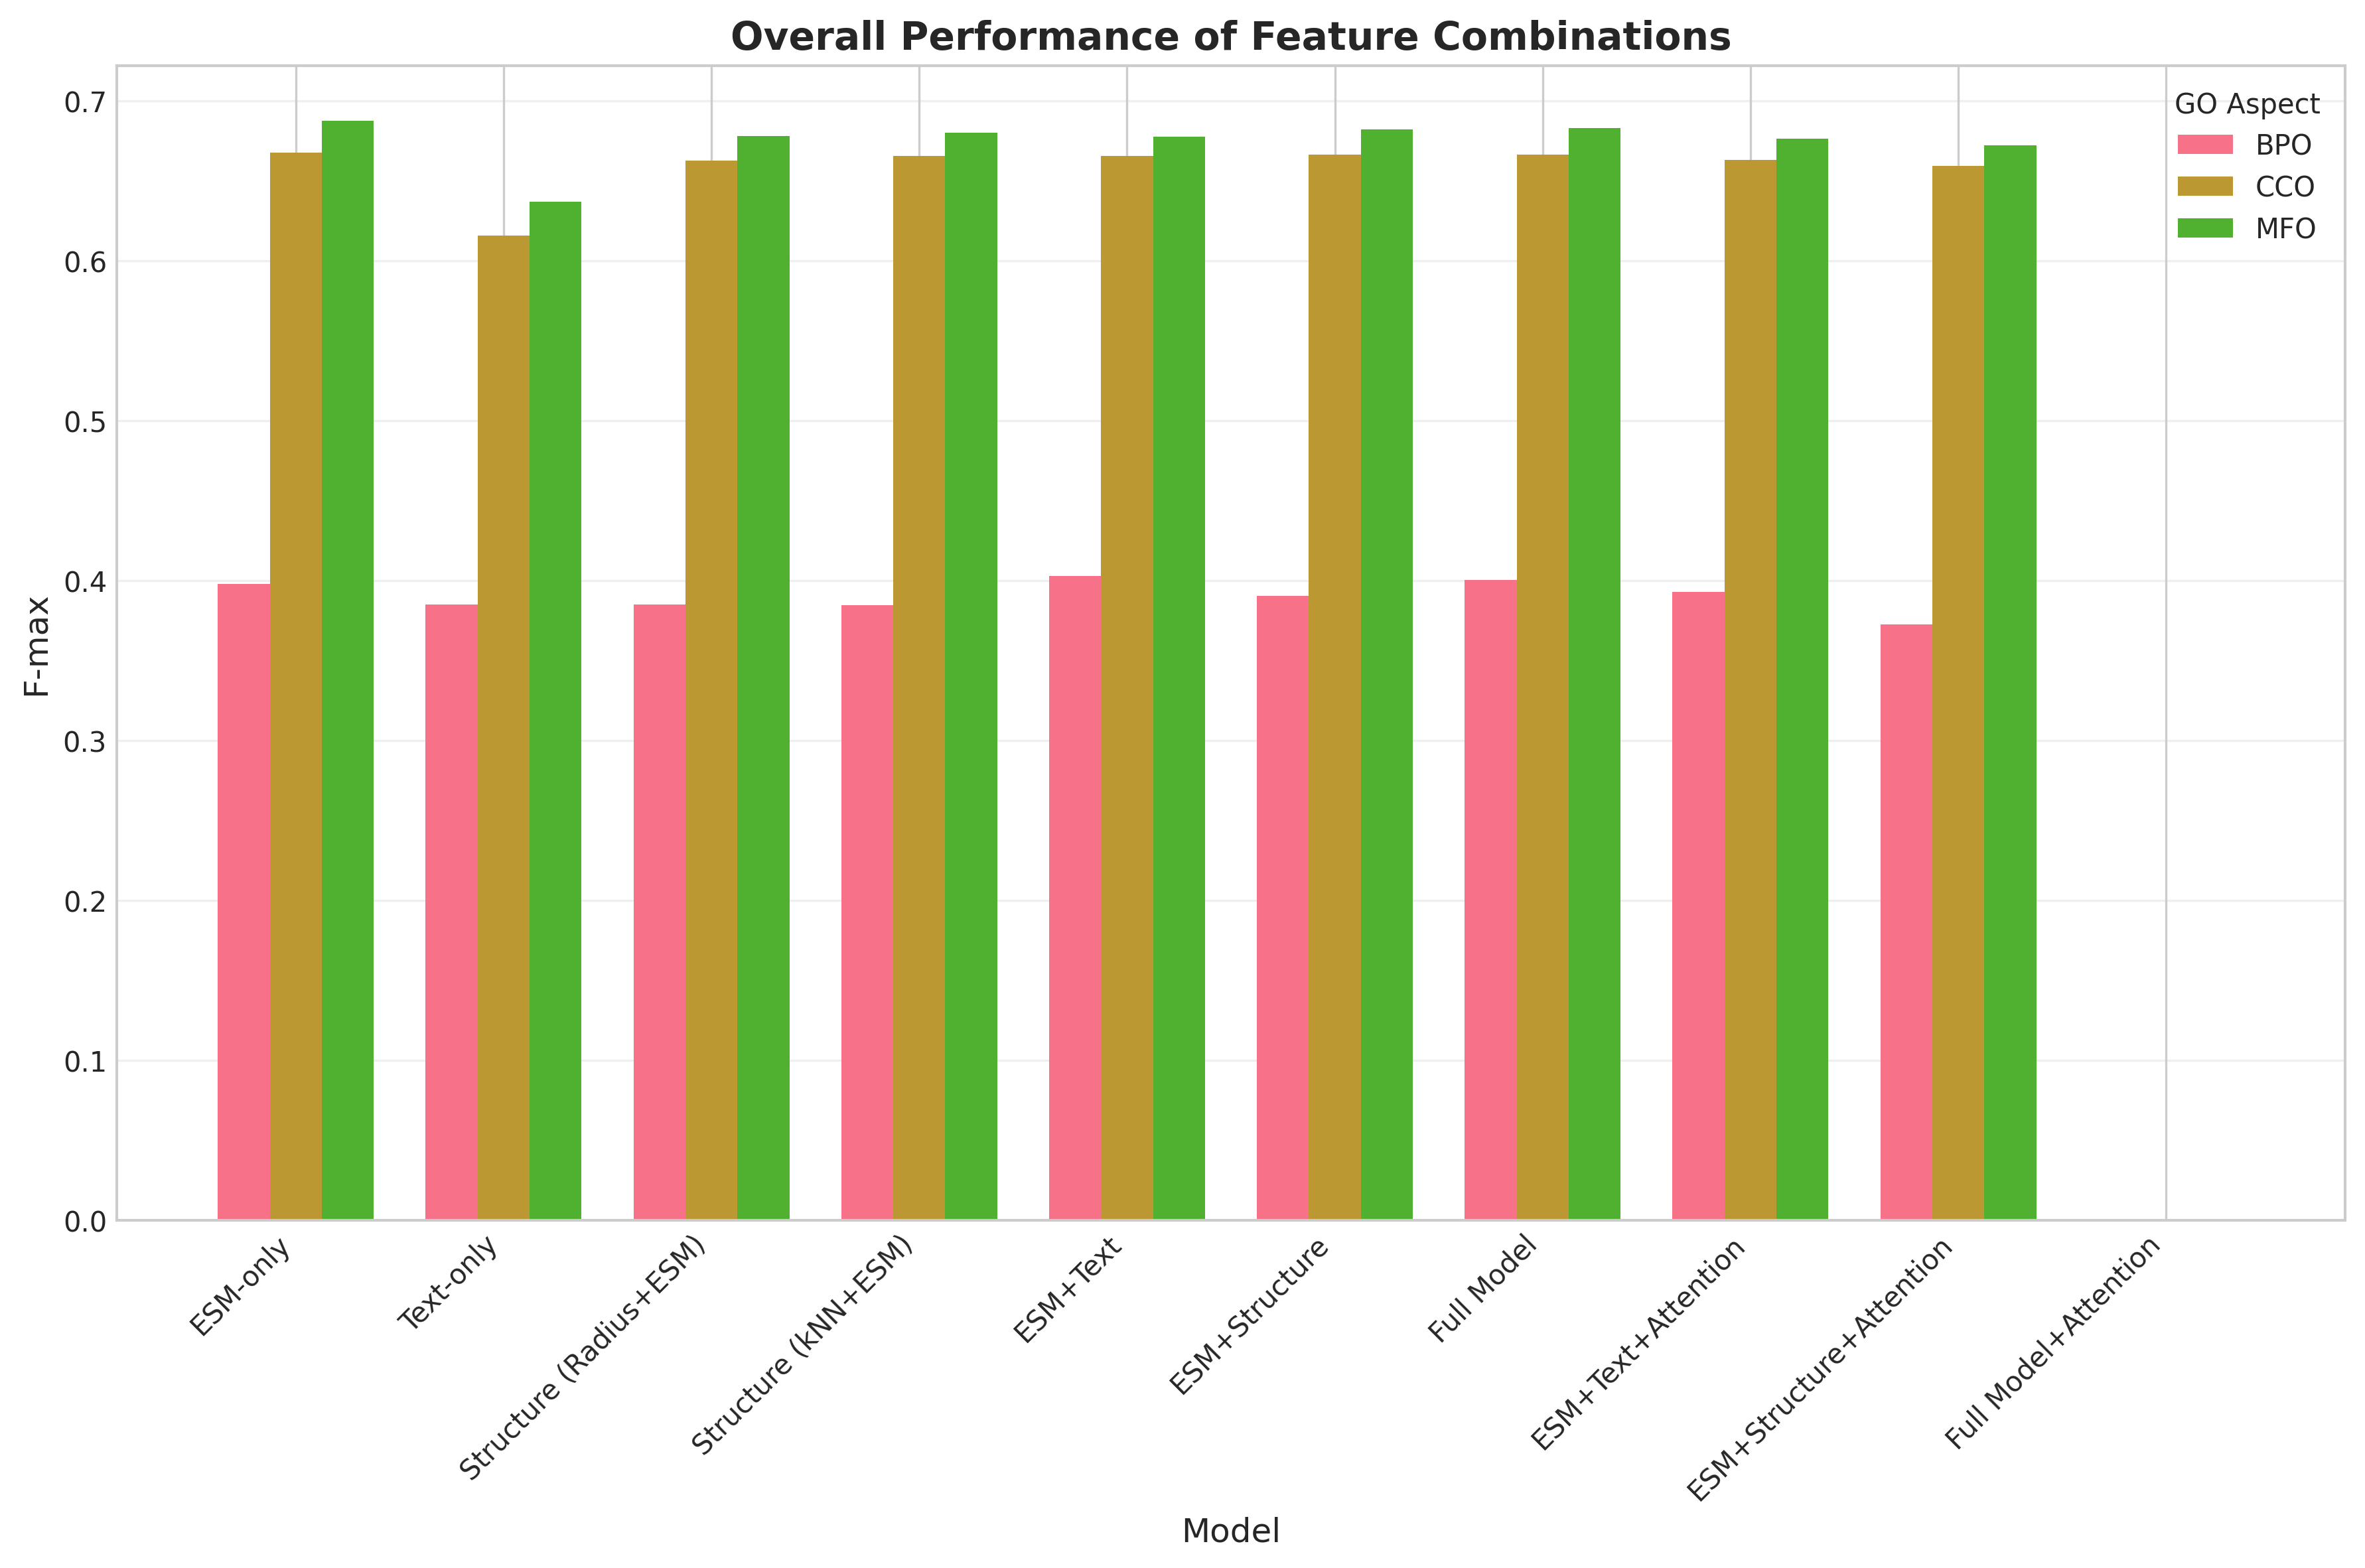 Overall Performance of Feature Combinations
GO Aspect
BPO
CCO
MFO
F-max
0.7
0.6
0.5
0.4
0.3
0.2
0.1
0.0
ESM-only
Text-only
Structure (Radius+ESM)
Structure (kNN+ESM)
ESM+Text
ESM+Structure
Full Model
ESM+Text+Attention
ESM+Structure+Attention
Full Model+Attention
Model